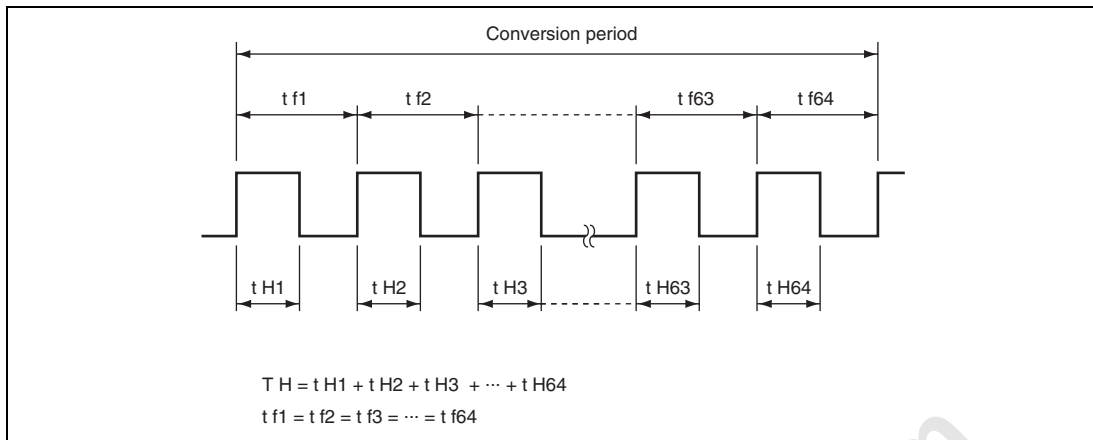 Conversion period
t f1 t f2 t f63 t f64
t H1 t H2 t H3 t H63 t H64
T H = t H1 + t H2 + t H3 + ··· + t H64
t f1 = t f2 = t f3 = ··· = t f64